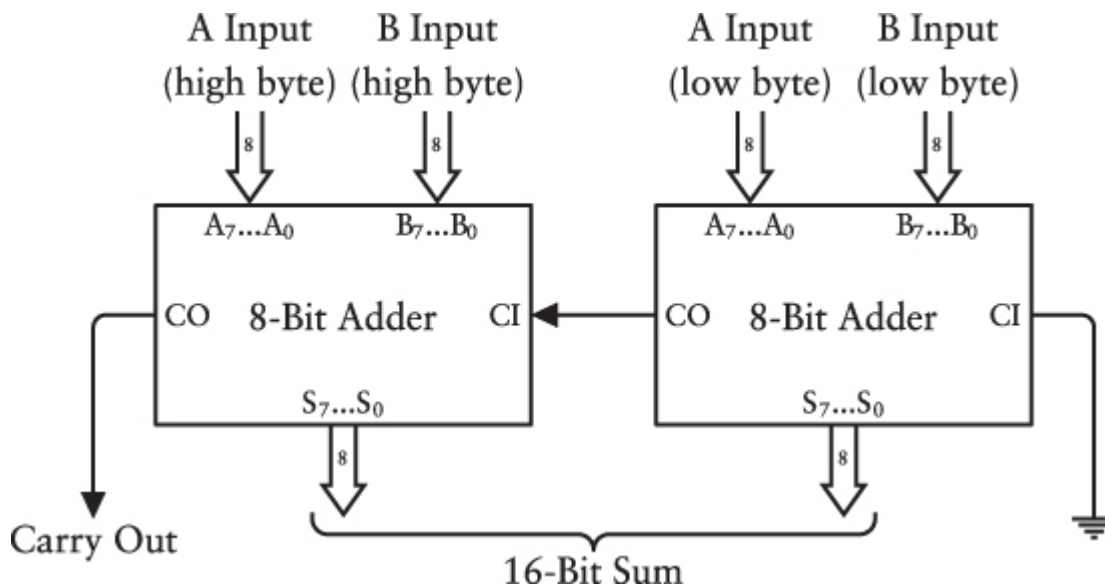 A Input
(high byte)
B Input
(high byte)
A Input
(low byte)
B Input
(low byte)
8
8
8
8
A₇...A₀
B₇...B₀
A₇...A₀
B₇...B₀
CO
8-Bit Adder
CI
CO
8-Bit Adder
CI
S₇...S₀
S₇...S₀
8
8
Carry Out
16-Bit Sum